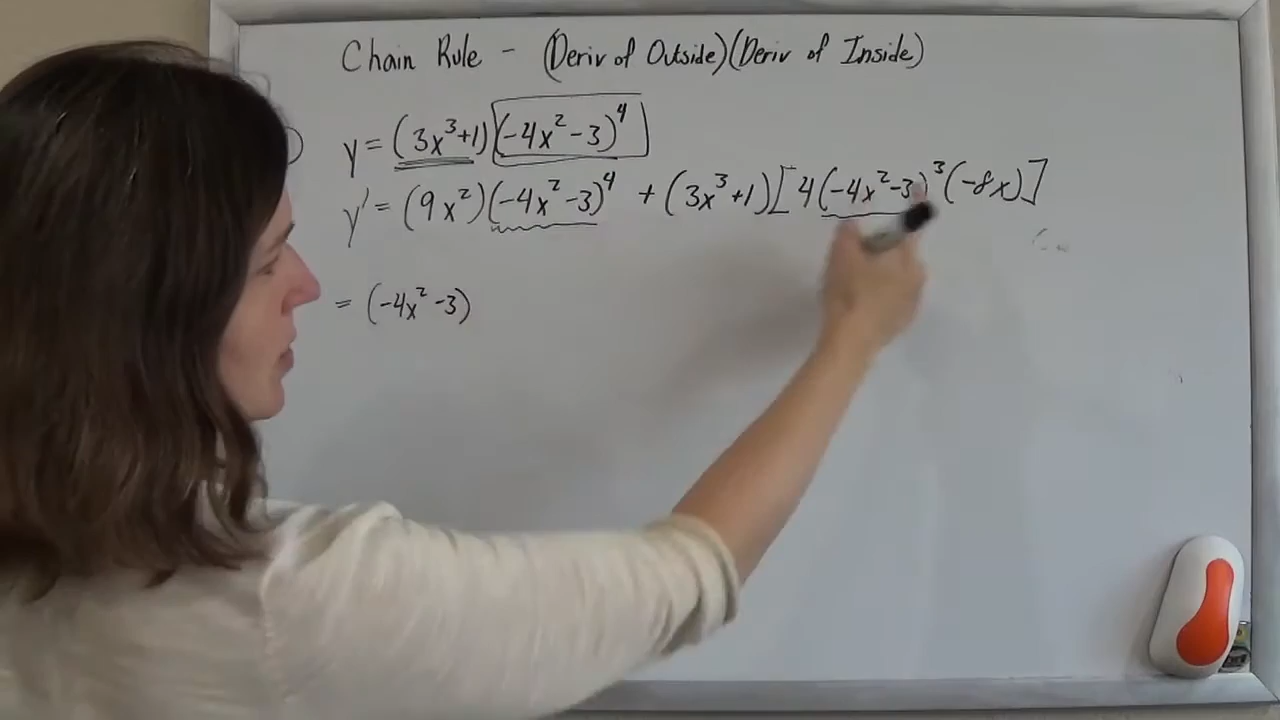 Chain Rule - (Deriv of Outside)(Deriv of Inside)
y = (3x³+1)(-4x²-3)⁴
y' = (9x²)(-4x²-3)⁴ + (3x³+1)[4(-4x²-3)³(-8x)]
= (-4x²-3)